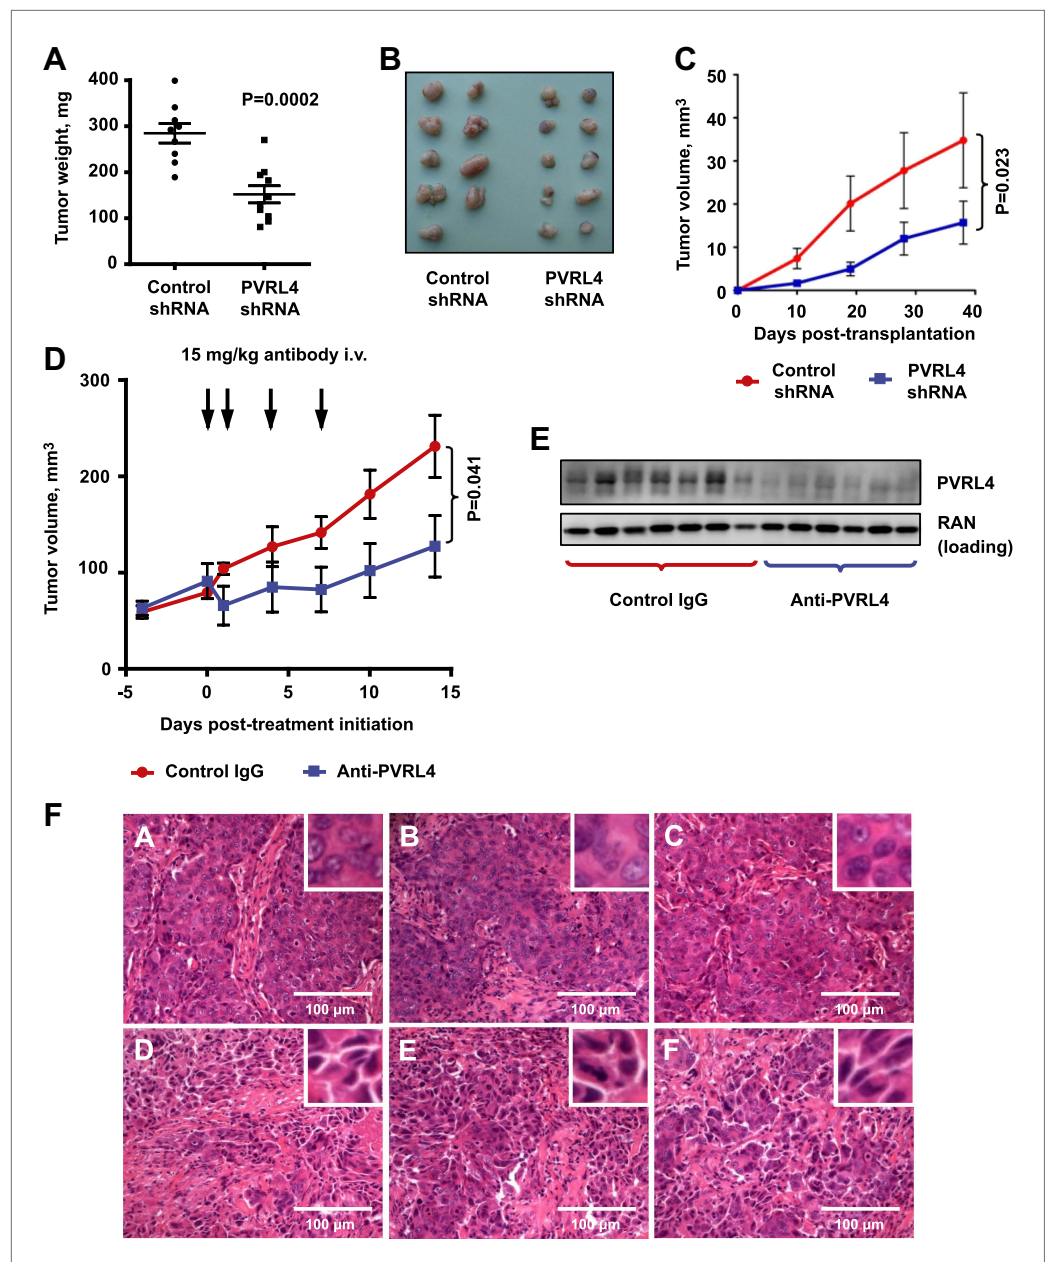 A
Tumor weight, mg
400
300
200
100
0
P=0.0002
Control
shRNA
PVRL4
shRNA
B
Control
shRNA
PVRL4
shRNA
C
Tumor volume, mm³
50
40
30
20
10
0
0 10 20 30 40
Days post-transplantation
P=0.023
Control
shRNA
PVRL4
shRNA
D
15 mg/kg antibody i.v.
Tumor volume, mm³
300
200
100
0
-5 0 5 10 15
Days post-treatment initiation
P=0.041
Control IgG
Anti-PVRL4
E
PVRL4
RAN
(loading)
Control IgG
Anti-PVRL4
F
A
100 µm
B
100 µm
C
100 µm
D
100 µm
E
100 µm
F
100 µm